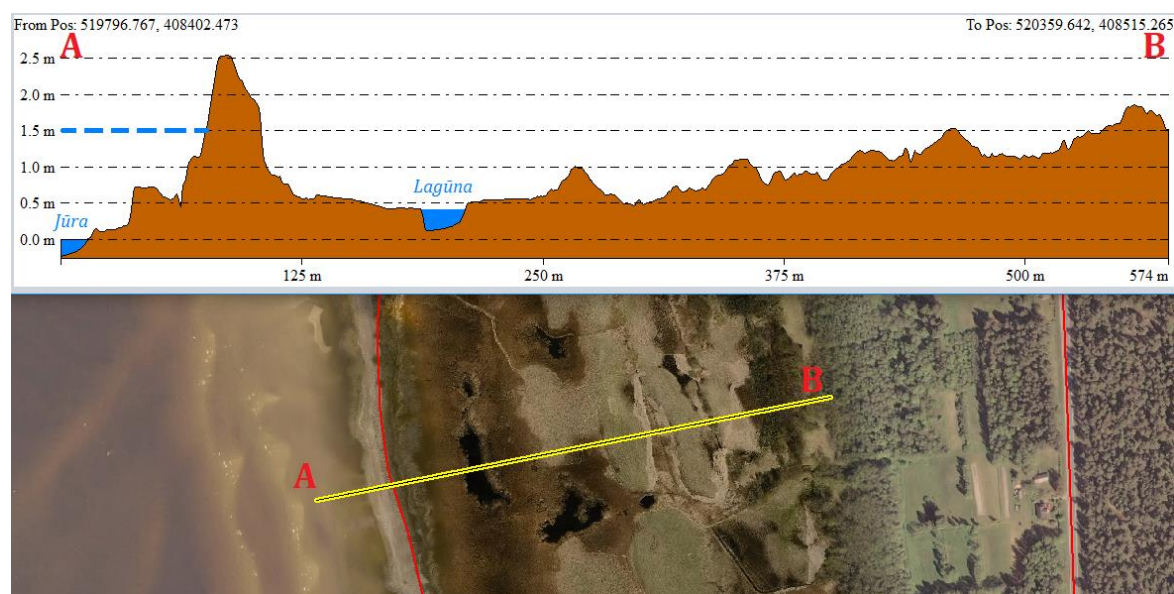 From Pos: 519796.767, 408402.473 To Pos: 520359.642, 408515.265
A B
2.5 m
2.0 m
1.5 m
1.0 m
Lagūna
0.5 m
Jūra
0.0 m
125 m 250 m 375 m 500 m 574 m
B
A